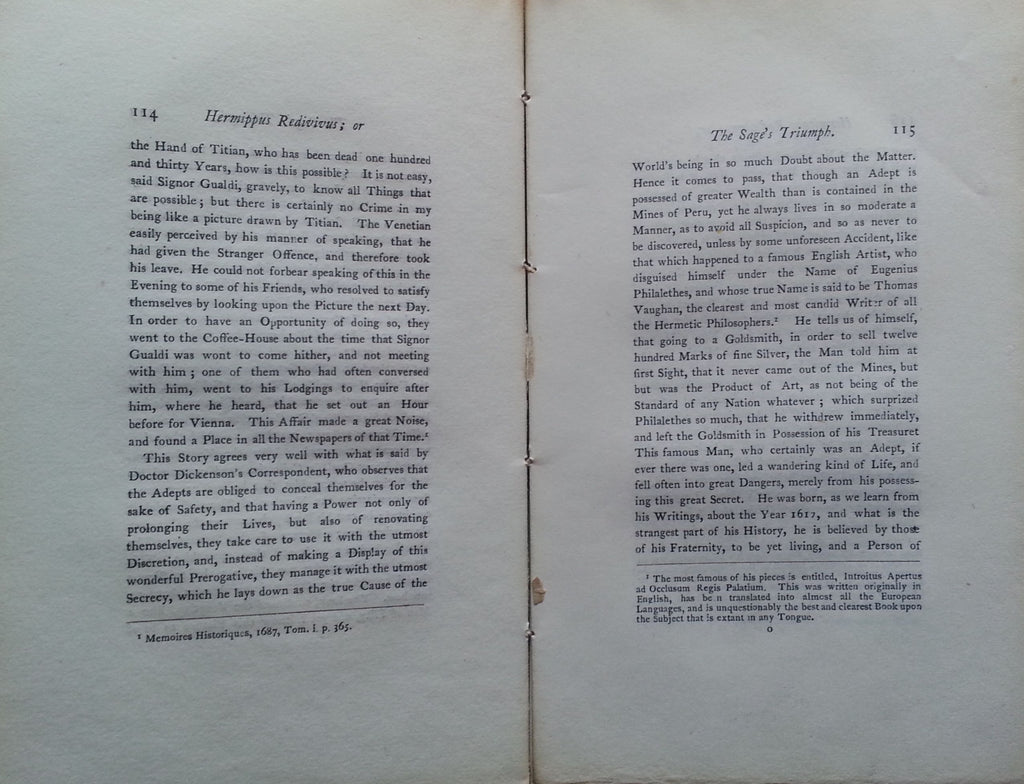 114 Hermippus Redivivus; or
the Hand of Titian, who has been dead one hundred
and thirty Years, how is this possible? It is not easy,
said Signor Gualdi, gravely, to know all Things that
are possible; but there is certainly no Crime in my
being like a picture drawn by Titian. The Venetian
easily perceived by his manner of speaking, that he
had given the Stranger Offence, and therefore took
his leave. He could not forbear speaking of this in the
Evening to some of his Friends, who resolved to satisfy
themselves by looking upon the Picture the next Day.
In order to have an Opportunity of doing so, they
went to the Coffee-House about the time that Signor
Gualdi was wont to come hither, and not meeting
with him; one of them who had often conversed
with him, went to his Lodgings to enquire after
him, where he heard, that he set out an Hour
before for Vienna. This Affair made a great Noise,
and found a Place in all the Newspapers of that Time.¹
This Story agrees very well with what is said by
Doctor Dickenson's Correspondent, who observes that
the Adepts are obliged to conceal themselves for the
sake of Safety, and that having a Power not only of
prolonging their Lives, but also of renovating
themselves, they take care to use it with the utmost
Discretion, and, instead of making a Display of this
wonderful Prerogative, they manage it with the utmost
Secrecy, which he lays down as the true Cause of the
¹ Memoires Historiques, 1687, Tom. i. p. 365.
The Sage's Triumph. 115
World's being in so much Doubt about the Matter.
Hence it comes to pass, that though an Adept is
possessed of greater Wealth than is contained in the
Mines of Peru, yet he always lives in so moderate a
Manner, as to avoid all Suspicion, and so as never to
be discovered, unless by some unforeseen Accident, like
that which happened to a famous English Artist, who
disguised himself under the Name of Eugenius
Philalethes, and whose true Name is said to be Thomas
Vaughan, the clearest and most candid Writer of all
the Hermetic Philosophers.¹ He tells us of himself,
that going to a Goldsmith, in order to sell twelve
hundred Marks of fine Silver, the Man told him at
first Sight, that it never came out of the Mines, but
but was the Product of Art, as not being of the
Standard of any Nation whatever; which surprized
Philalethes so much, that he withdrew immediately,
and left the Goldsmith in Possession of his Treasuret
This famous Man, who certainly was an Adept, if
ever there was one, led a wandering kind of Life, and
fell often into great Dangers, merely from his possess-
ing this great Secret. He was born, as we learn from
his Writings, about the Year 1612, and what is the
strangest part of his History, he is believed by those
of his Fraternity, to be yet living, and a Person of
¹ The most famous of his pieces is entitled, Introitus Apertus
ad Occlusum Regis Palatium. This was written originally in
English, has be n translated into almost all the European
Languages, and is unquestionably the best and clearest Book upon
the Subject that is extant in any Tongue.
o